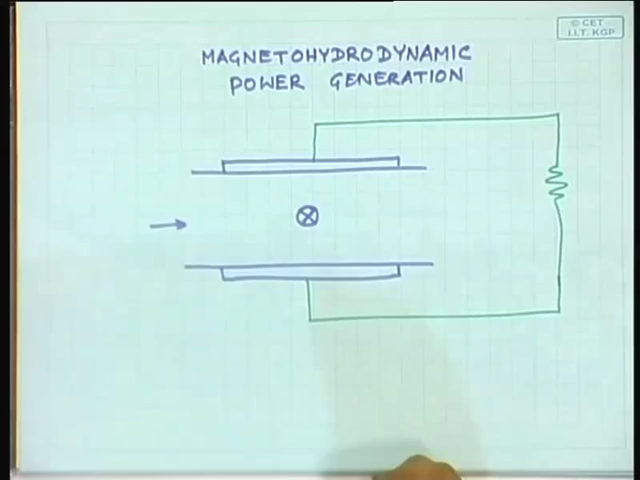 © CET
I.I.T. KGP
MAGNETOHYDRODYNAMIC
POWER GENERATION